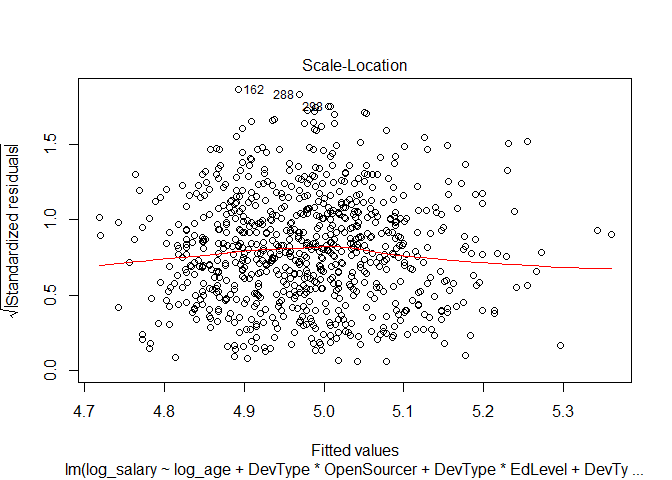 Scale-Location
162
288
298
√|Standardized residuals|
0.0
0.5
1.0
1.5
4.7 4.8 4.9 5.0 5.1 5.2 5.3
Fitted values
lm(log_salary ~ log_age + DevType * OpenSourcer + DevType * EdLevel + DevTy ...